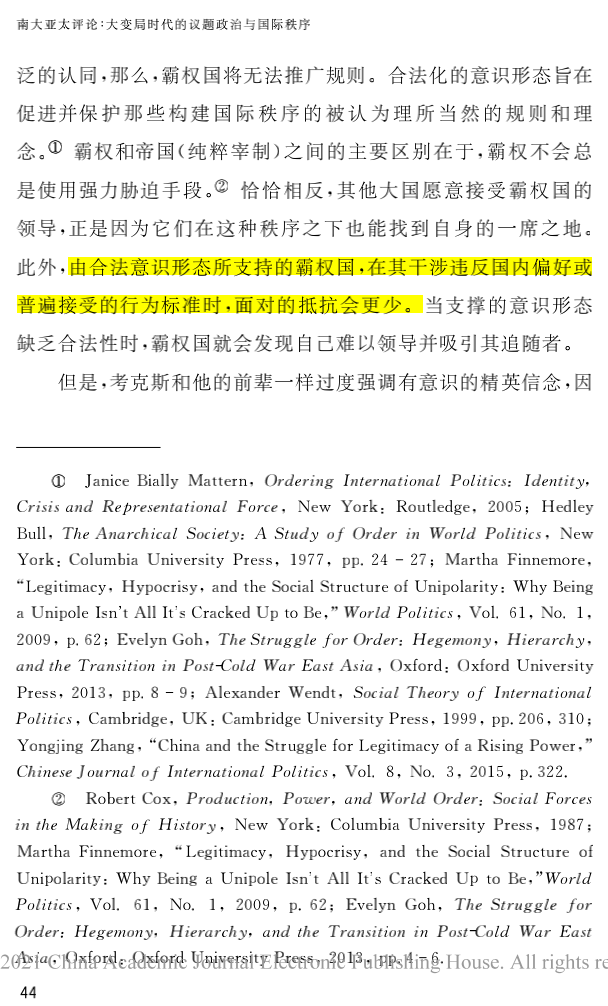 南大亚太评论:大变局时代的议题政治与国际秩序
泛的认同,那么,霸权国将无法推广规则。合法化的意识形态旨在
促进并保护那些构建国际秩序的被认为理所当然的规则和理
念。① 霸权和帝国(纯粹宰制)之间的主要区别在于,霸权不会总
是使用强力胁迫手段。② 恰恰相反,其他大国愿意接受霸权国的
领导,正是因为它们在这种秩序之下也能找到自身的一席之地。
此外,由合法意识形态所支持的霸权国,在其干涉违反国内偏好或
普遍接受的行为标准时,面对的抵抗会更少。当支撑的意识形态
缺乏合法性时,霸权国就会发现自己难以领导并吸引其追随者。
但是,考克斯和他的前辈一样过度强调有意识的精英信念,因
① Janice Bially Mattern, Ordering International Politics: Identity,
Crisis and Representational Force, New York: Routledge, 2005; Hedley
Bull, The Anarchical Society: A Study of Order in World Politics, New
York: Columbia University Press, 1977, pp. 24 - 27; Martha Finnemore,
“Legitimacy, Hypocrisy, and the Social Structure of Unipolarity: Why Being
a Unipole Isn't All It's Cracked Up to Be,” World Politics, Vol. 61, No. 1,
2009, p. 62; Evelyn Goh, The Struggle for Order: Hegemony, Hierarchy,
and the Transition in Post-Cold War East Asia, Oxford: Oxford University
Press, 2013, pp. 8 - 9; Alexander Wendt, Social Theory of International
Politics, Cambridge, UK: Cambridge University Press, 1999, pp. 206, 310;
Yongjing Zhang, “China and the Struggle for Legitimacy of a Rising Power,”
Chinese Journal of International Politics, Vol. 8, No. 3, 2015, p. 322.
② Robert Cox, Production, Power, and World Order: Social Forces
in the Making of History, New York: Columbia University Press, 1987;
Martha Finnemore, “Legitimacy, Hypocrisy, and the Social Structure of
Unipolarity: Why Being a Unipole Isn't All It's Cracked Up to Be,” World
Politics, Vol. 61, No. 1, 2009, p. 62; Evelyn Goh, The Struggle for
Order: Hegemony, Hierarchy, and the Transition in Post-Cold War East
Asia, Oxford: Oxford University Press, 2013, pp. 4 - 6.
2021 China Academic Journal Electronic Publishing House. All rights re
44